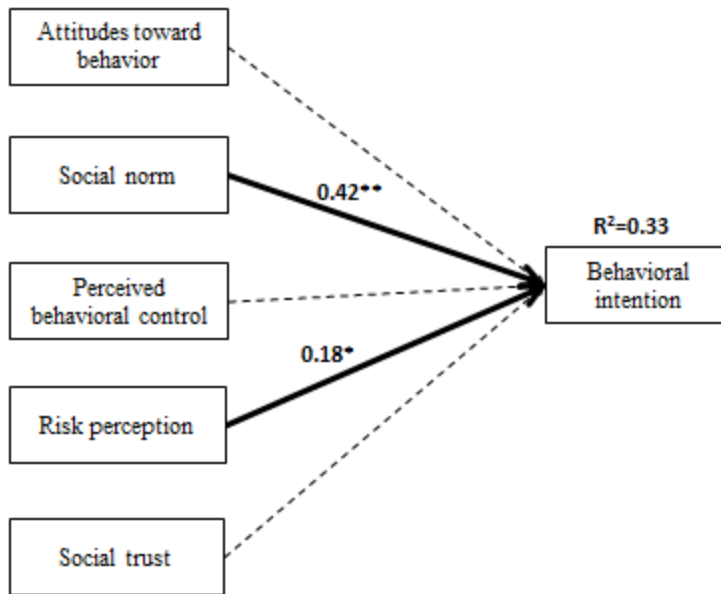 Attitudes toward
behavior
Social norm
0.42**
R²=0.33
Perceived
behavioral control
Behavioral
intention
0.18*
Risk perception
Social trust